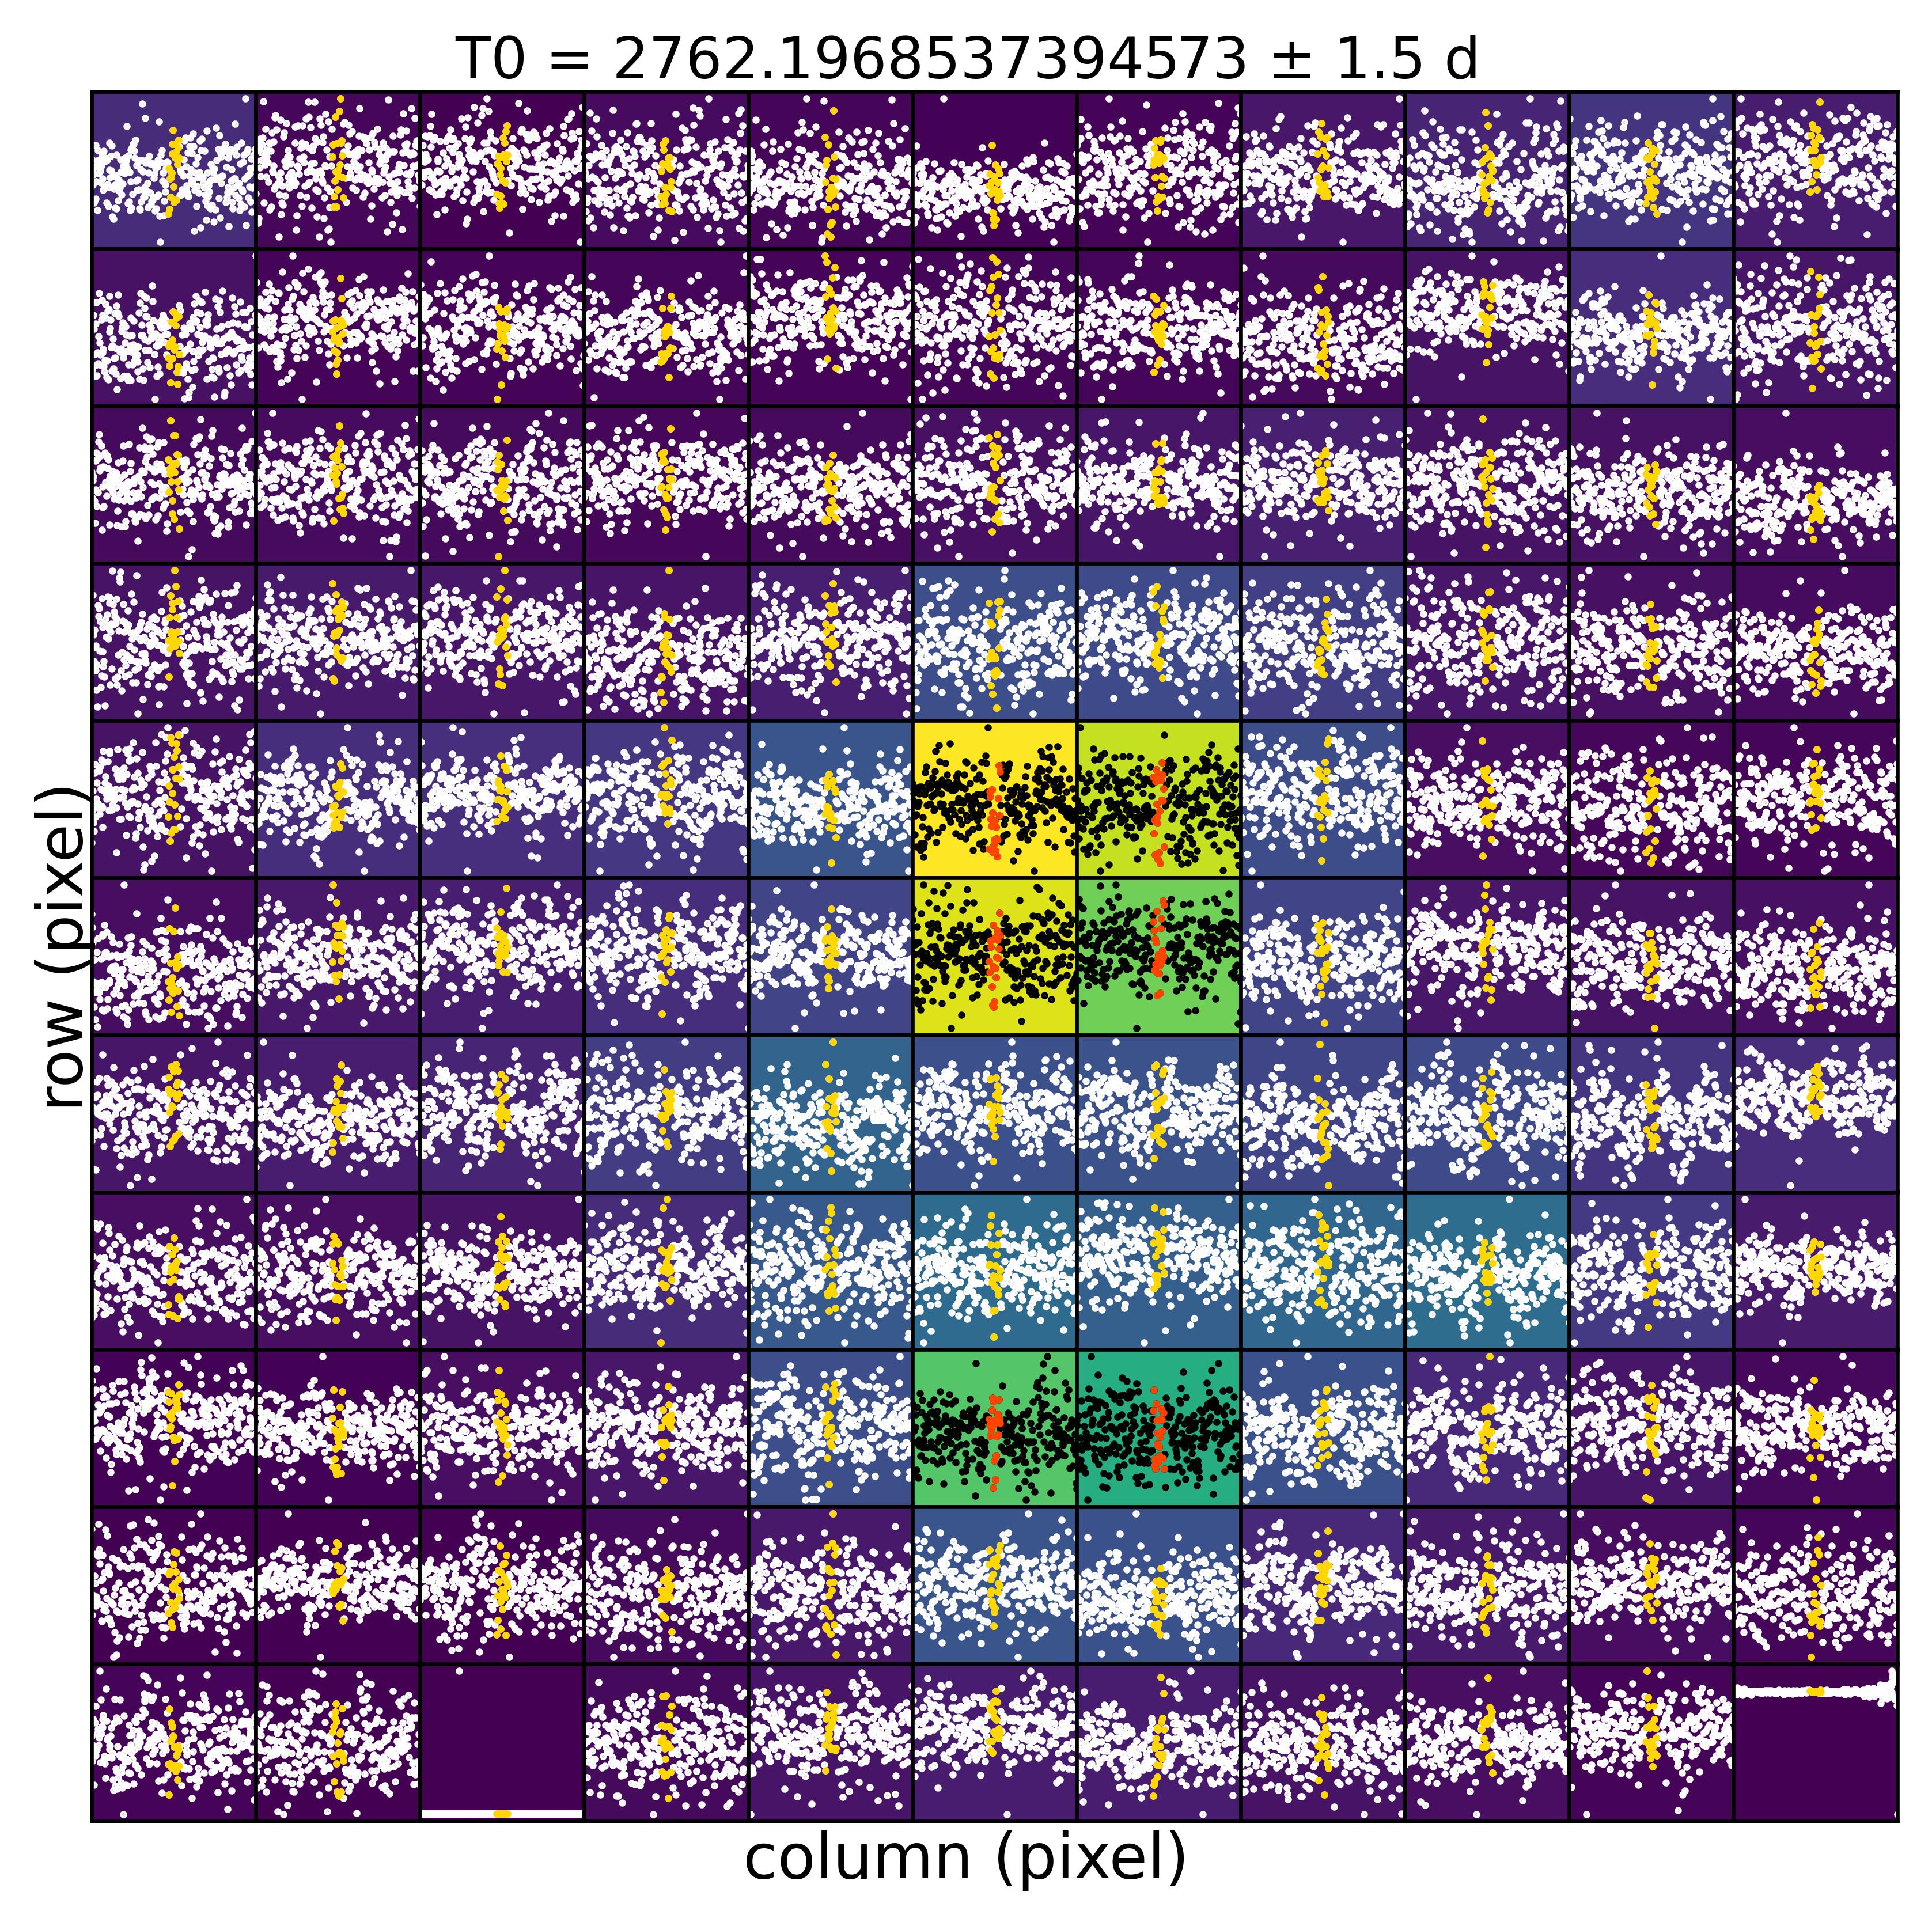 T0 = 2762.1968537394573 ± 1.5 d
row (pixel)
column (pixel)